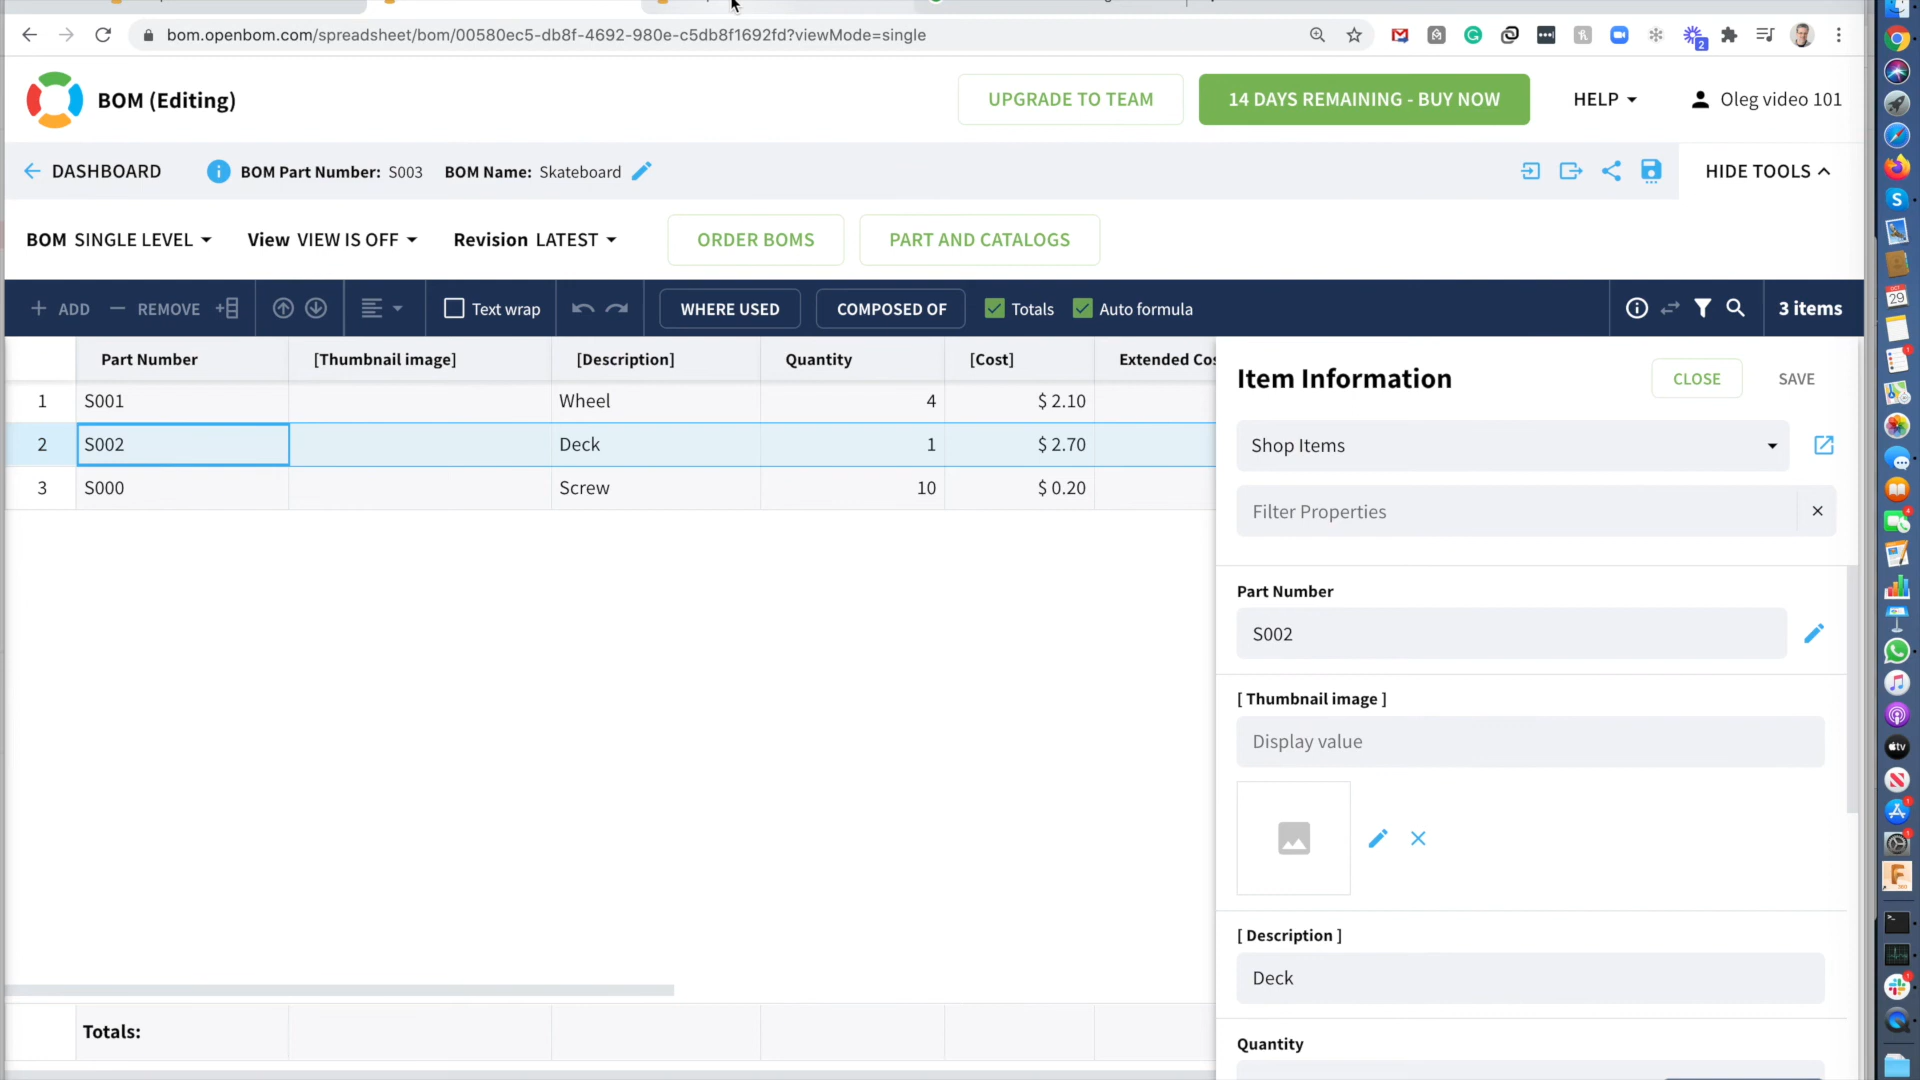 bom.openbom.com/spreadsheet/bom/00580ec5-db8f-4692-980e-c5db8f1692fd?viewMode=single
2
BOM (Editing)
UPGRADE TO TEAM
14 DAYS REMAINING - BUY NOW
HELP
Oleg video 101
DASHBOARD
BOM Part Number: S003
BOM Name: Skateboard
HIDE TOOLS
BOM SINGLE LEVEL
View VIEW IS OFF
Revision LATEST
ORDER BOMS
PART AND CATALOGS
ADD
REMOVE
Text wrap
WHERE USED
COMPOSED OF
Totals
Auto formula
3 items
Part Number [Thumbnail image] [Description] Quantity [Cost] Extended Cos
1 S001 Wheel 4 $ 2.10
2 S002 Deck 1 $ 2.70
3 S000 Screw 10 $ 0.20
Totals:
Item Information
CLOSE
SAVE
Shop Items
Filter Properties
Part Number
S002
[ Thumbnail image ]
Display value
[ Description ]
Deck
Quantity
OCT
29
tv